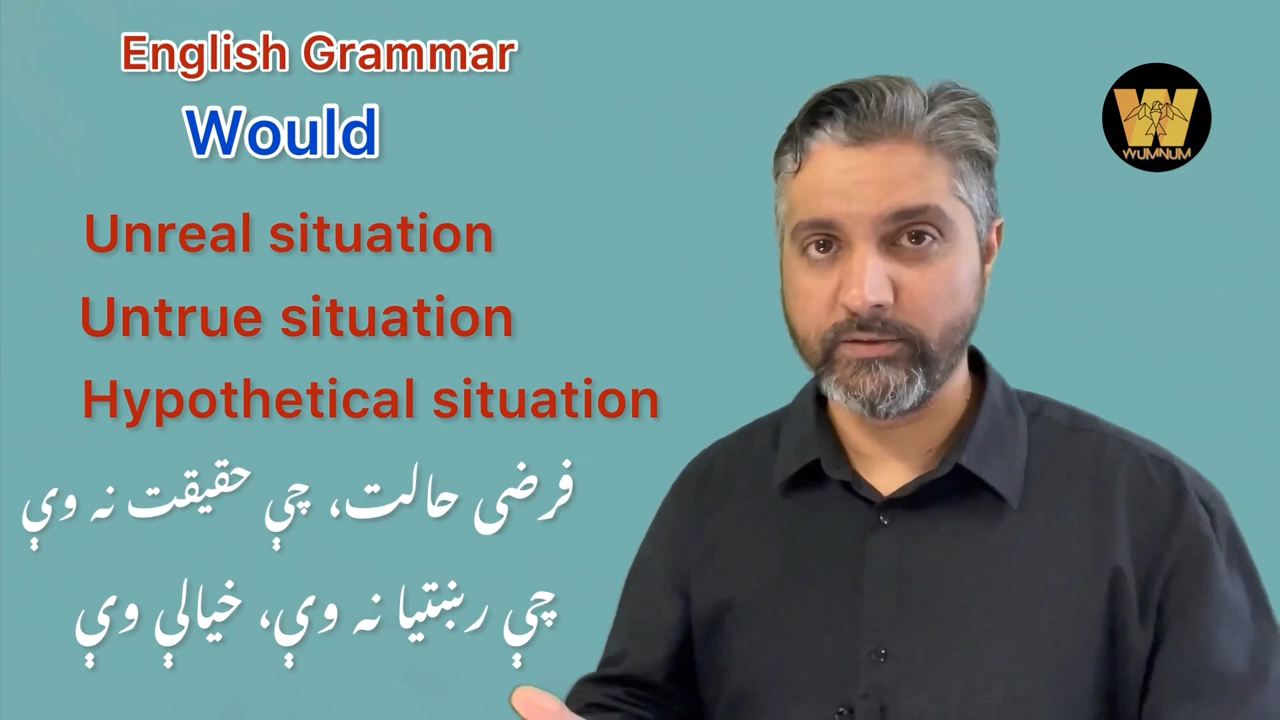 English Grammar
Would
WUMNUM
Unreal situation
Untrue situation
Hypothetical situation
فرضی حالت، چې حقیقت نه وي
چې رښتیا نه وي، خیالي وي